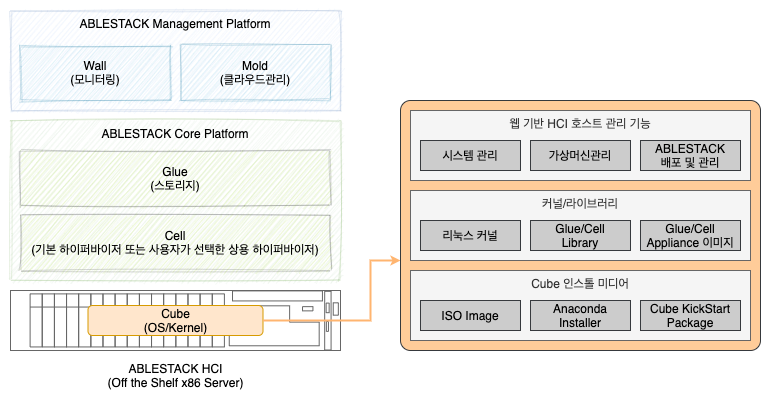 ABLESTACK Management Platform
Wall
(모니터링)
Mold
(클라우드관리)
ABLESTACK Core Platform
Glue
(스토리지)
Cell
(기본 하이퍼바이저 또는 사용자가 선택한 상용 하이퍼바이저)
Cube
(OS/Kernel)
ABLESTACK HCI
(Off the Shelf x86 Server)
웹 기반 HCI 호스트 관리 기능
시스템 관리
가상머신관리
ABLESTACK
배포 및 관리
커널/라이브러리
리눅스 커널
Glue/Cell
Library
Glue/Cell
Appliance 이미지
Cube 인스톨 미디어
ISO Image
Anaconda
Installer
Cube KickStart
Package